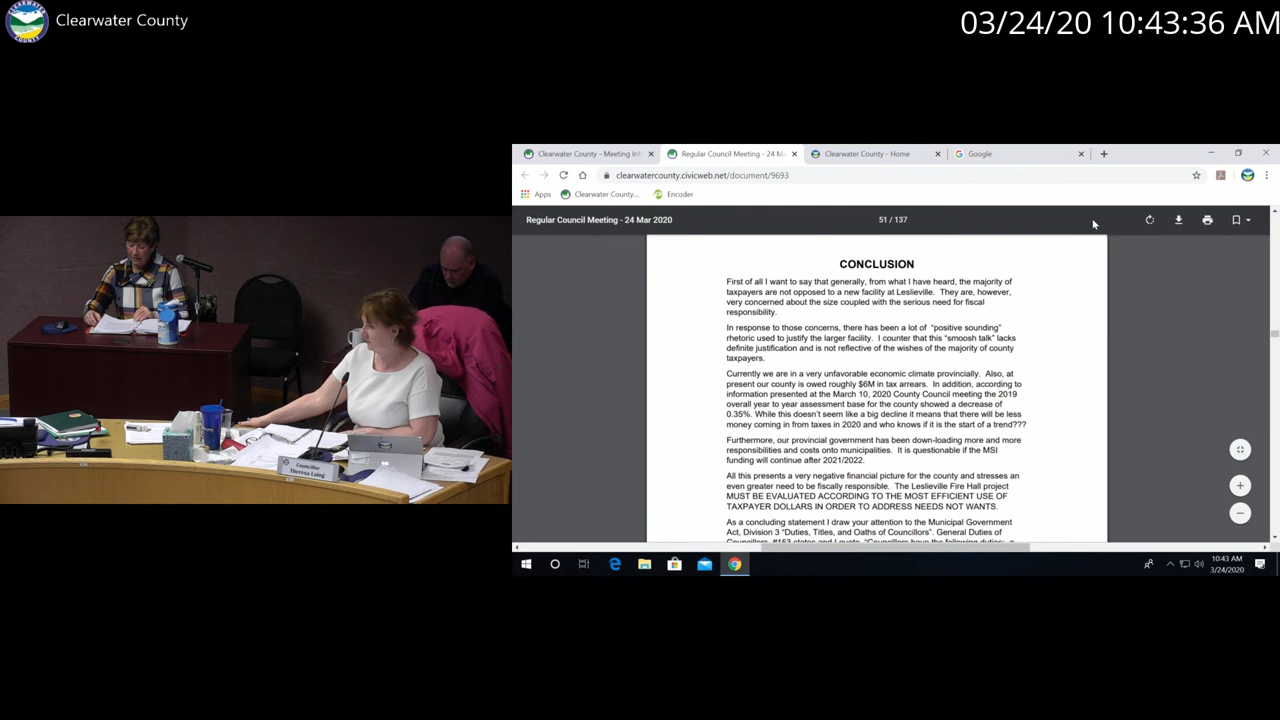 Clearwater County
03/24/20 10:43:36 AM
Clearwater County - Meeting In
Regular Council Meeting - 24 M
Clearwater County - Home
Google
clearwatercounty.civicweb.net/document/9693
Apps
Clearwater County...
Encoder
Regular Council Meeting - 24 Mar 2020
51 / 137
CONCLUSION
First of all I want to say that generally, from what I have heard, the majority of
taxpayers are not opposed to a new facility at Leslieville. They are, however,
very concerned about the size coupled with the serious need for fiscal
responsibility.
In response to those concerns, there has been a lot of "positive sounding"
rhetoric used to justify the larger facility. I counter that this "smoosh talk" lacks
definite justification and is not reflective of the wishes of the majority of county
taxpayers.
Currently we are in a very unfavorable economic climate provincially. Also, at
present our county is owed roughly $6M in tax arrears. In addition, according to
information presented at the March 10, 2020 County Council meeting the 2019
overall year to year assessment base for the county showed a decrease of
0.35%. While this doesn't seem like a big decline it means that there will be less
money coming in from taxes in 2020 and who knows if it is the start of a trend???
Furthermore, our provincial government has been down-loading more and more
responsibilities and costs onto municipalities. It is questionable if the MSI
funding will continue after 2021/2022.
All this presents a very negative financial picture for the county and stresses an
even greater need to be fiscally responsible. The Leslieville Fire Hall project
MUST BE EVALUATED ACCORDING TO THE MOST EFFICIENT USE OF
TAXPAYER DOLLARS IN ORDER TO ADDRESS NEEDS NOT WANTS.
As a concluding statement I draw your attention to the Municipal Government
Act, Division 3 "Duties, Titles, and Oaths of Councillors". General Duties of
Councillors, #153 states and I quote, "Councillors have the following duties: a
Councillor
Theresa Laing
10:43 AM
3/24/2020